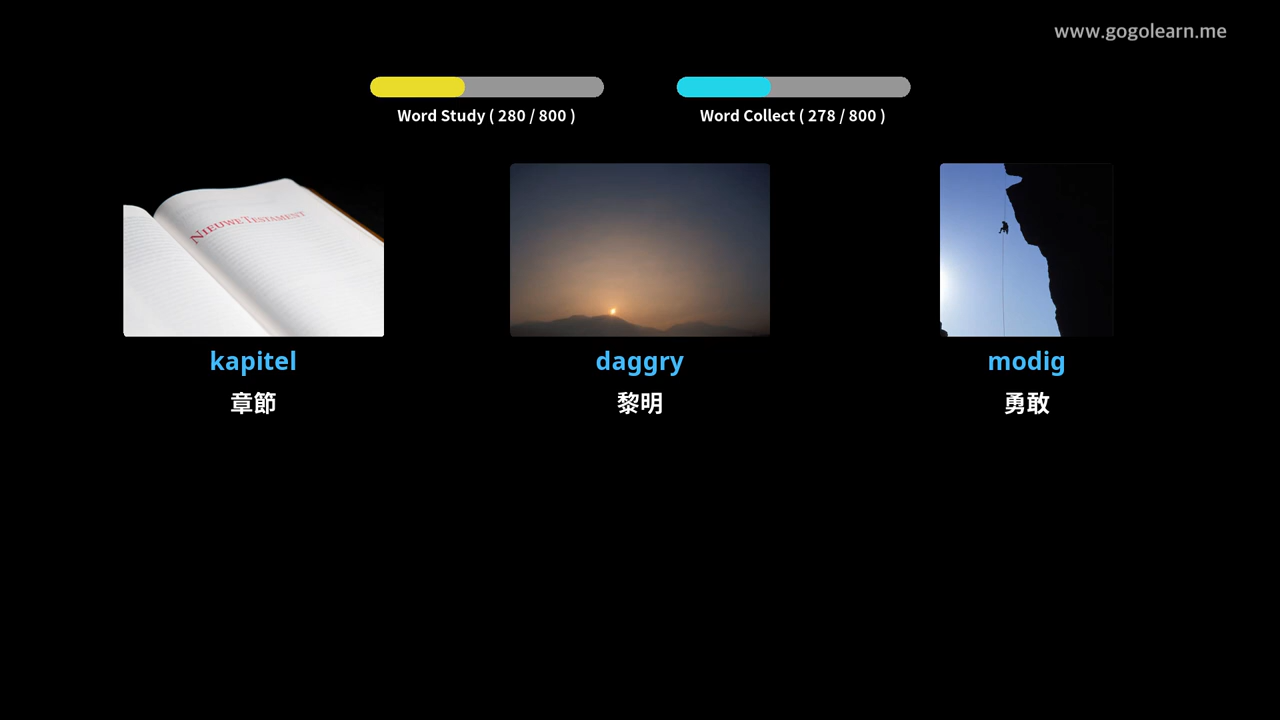 www.gogolearn.me
Word Study ( 280 / 800 )
Word Collect ( 278 / 800 )
NIEUWE TESTAMENT
kapitel
daggry
modig
章節
黎明
勇敢